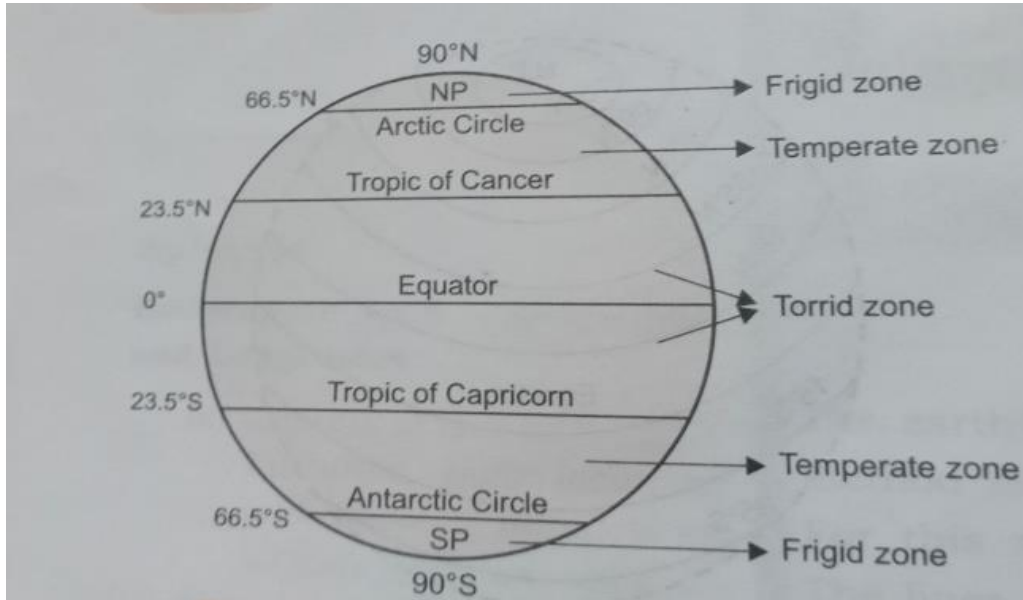 90°N
NP
Frigid zone
66.5°N
Arctic Circle
Temperate zone
Tropic of Cancer
23.5°N
Equator
0°
Torrid zone
Tropic of Capricorn
23.5°S
Temperate zone
Antarctic Circle
66.5°S
SP
Frigid zone
90°S